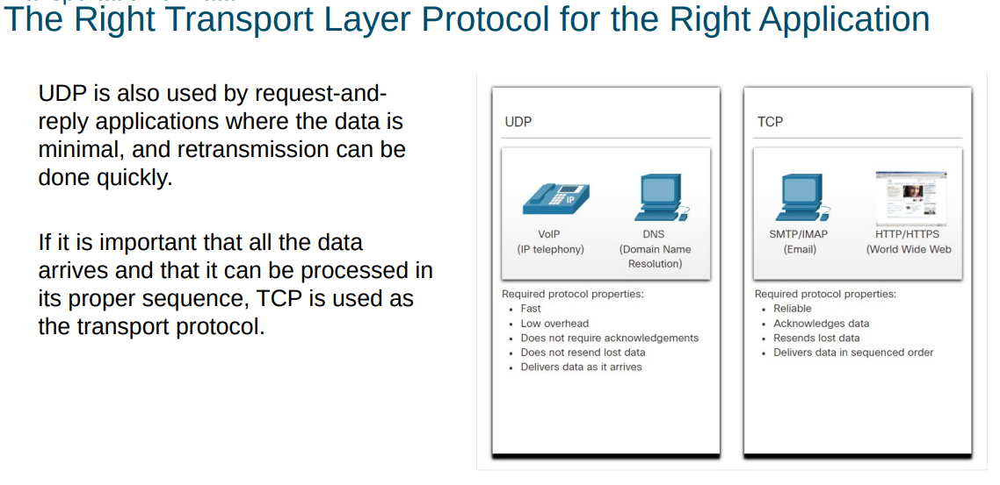 The Right Transport Layer Protocol for the Right Application
UDP is also used by request-and-
reply applications where the data is
minimal, and retransmission can be
done quickly.
If it is important that all the data
arrives and that it can be processed in
its proper sequence, TCP is used as
the transport protocol.
UDP
IP
VoIP
(IP telephony)
DNS
(Domain Name
Resolution)
Required protocol properties:
• Fast
• Low overhead
• Does not require acknowledgements
• Does not resend lost data
• Delivers data as it arrives
TCP
SMTP/IMAP
(Email)
HTTP/HTTPS
(World Wide Web
Required protocol properties:
• Reliable
• Acknowledges data
• Resends lost data
• Delivers data in sequenced order